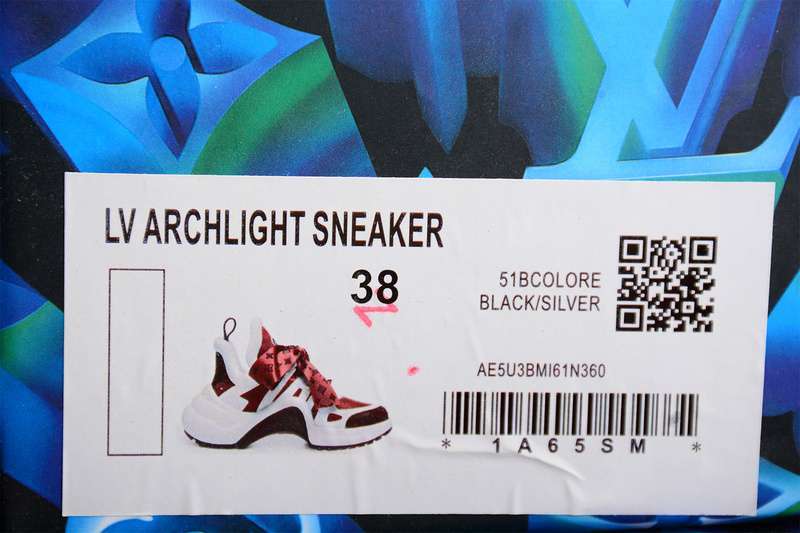 LV ARCHLIGHT SNEAKER
38
51BCOLORE
BLACK/SILVER
AE5U3BMI61N360
* 1A65SM *